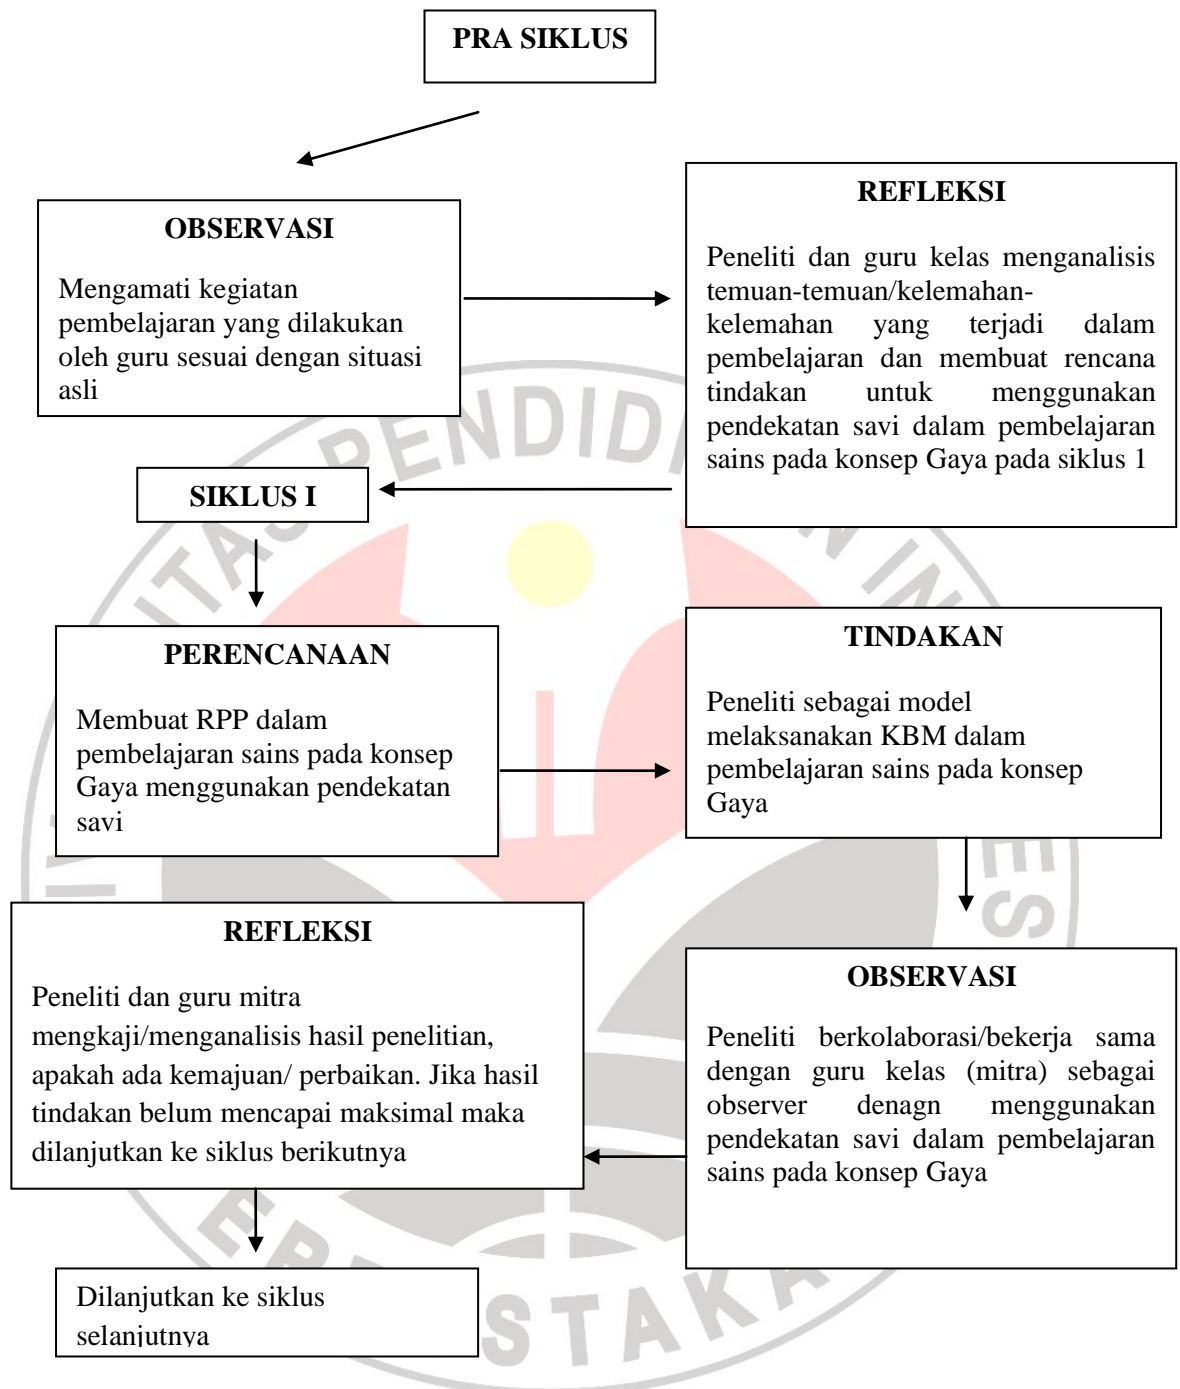 PRA SIKLUS
OBSERVASI
Mengamati kegiatan
pembelajaran yang dilakukan
oleh guru sesuai dengan situasi
asli
REFLEKSI
Peneliti dan guru kelas menganalisis
temuan-temuan/kelemahan-
kelemahan yang terjadi dalam
pembelajaran dan membuat rencana
tindakan untuk menggunakan
pendekatan savi dalam pembelajaran
sains pada konsep Gaya pada siklus 1
SIKLUS I
PERENCANAAN
Membuat RPP dalam
pembelajaran sains pada konsep
Gaya menggunakan pendekatan
savi
TINDAKAN
Peneliti sebagai model
melaksanakan KBM dalam
pembelajaran sains pada konsep
Gaya
OBSERVASI
Peneliti berkolaborasi/bekerja sama
dengan guru kelas (mitra) sebagai
observer denagn menggunakan
pendekatan savi dalam pembelajaran
sains pada konsep Gaya
REFLEKSI
Peneliti dan guru mitra
mengkaji/menganalisis hasil penelitian,
apakah ada kemajuan/ perbaikan. Jika hasil
tindakan belum mencapai maksimal maka
dilanjutkan ke siklus berikutnya
Dilanjutkan ke siklus
selanjutnya